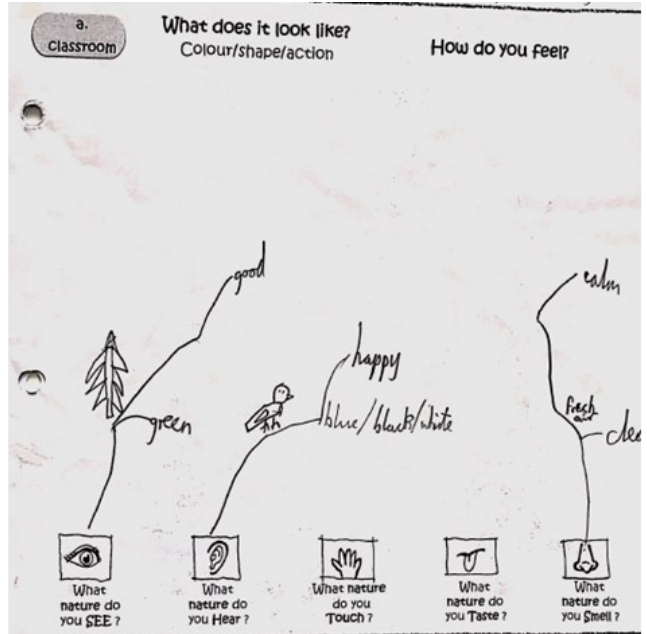 a.
Classroom
What does it look like?
Colour/shape/action
How do you feel?
good
calm
happy
fresh
air
green
blue/black/white
What
nature do
you SEE ?
What
nature do
you Hear ?
What nature
do you
Touch ?
What
nature do
you Taste ?
What
nature do
you Smell ?